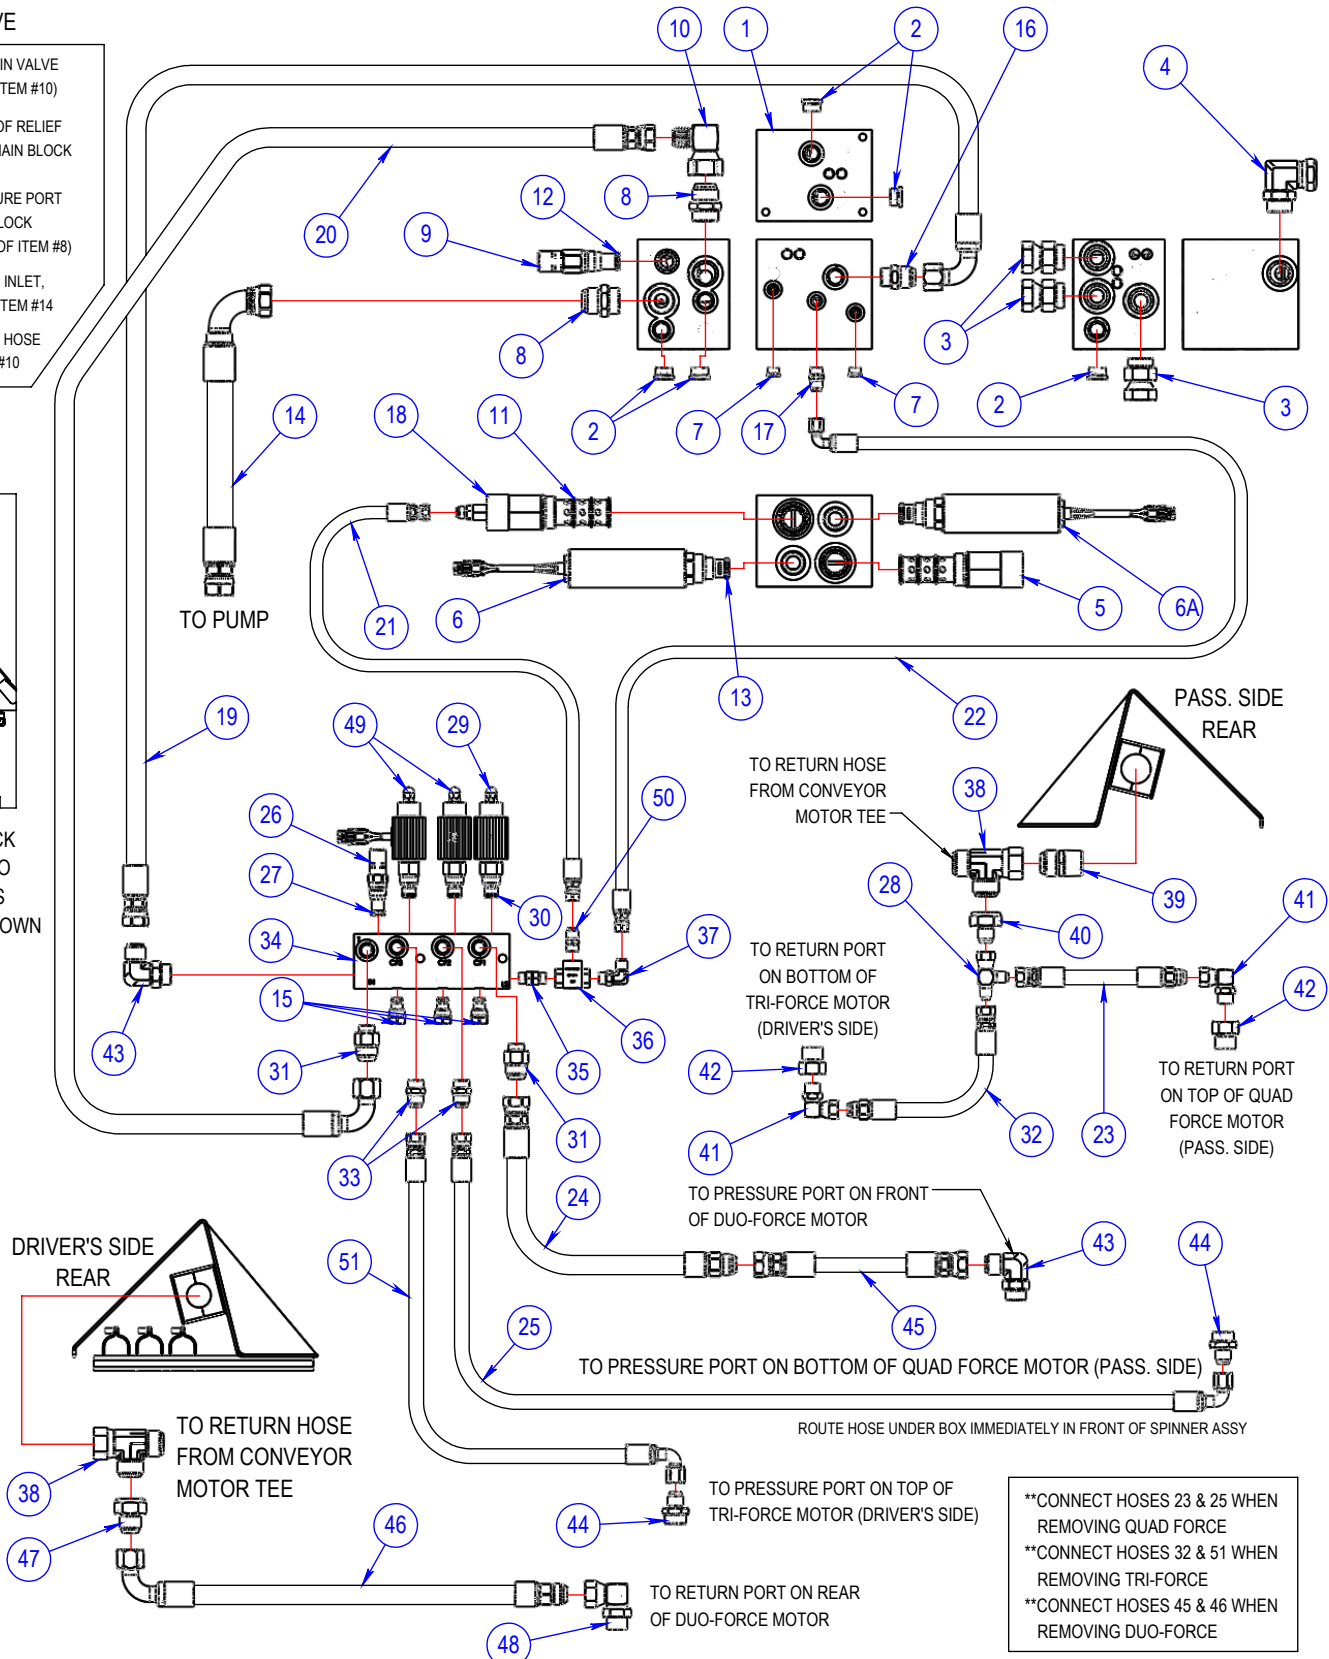 VE
IN VALVE
TEM #10)
OF RELIEF
MAIN BLOCK
URE PORT
LOCK
OF ITEM #8)
INLET,
TEM #14
HOSE
#10
10
1
2
16
4
20
12
8
9
16
3
8
2
7
17
7
2
3
14
18
11
TO PUMP
21
6
13
5
6A
22
19
49
29
50
26
27
30
34
37
15
36
35
43
31
33
31
CK
O
S
OWN
PASS. SIDE
REAR
TO RETURN HOSE
FROM CONVEYOR
MOTOR TEE
38
39
28
40
41
42
TO RETURN PORT
ON BOTTOM OF
TRI-FORCE MOTOR
(DRIVER'S SIDE)
42
41
32
23
TO RETURN PORT
ON TOP OF QUAD
FORCE MOTOR
(PASS. SIDE)
24
TO PRESSURE PORT ON FRONT
OF DUO-FORCE MOTOR
43
44
45
DRIVER'S SIDE
REAR
51
25
TO PRESSURE PORT ON BOTTOM OF QUAD FORCE MOTOR (PASS. SIDE)
ROUTE HOSE UNDER BOX IMMEDIATELY IN FRONT OF SPINNER ASSY
TO RETURN HOSE
FROM CONVEYOR
MOTOR TEE
38
47
46
44
TO PRESSURE PORT ON TOP OF
TRI-FORCE MOTOR (DRIVER'S SIDE)
48
TO RETURN PORT ON REAR
OF DUO-FORCE MOTOR
**CONNECT HOSES 23 & 25 WHEN
REMOVING QUAD FORCE
**CONNECT HOSES 32 & 51 WHEN
REMOVING TRI-FORCE
**CONNECT HOSES 45 & 46 WHEN
REMOVING DUO-FORCE